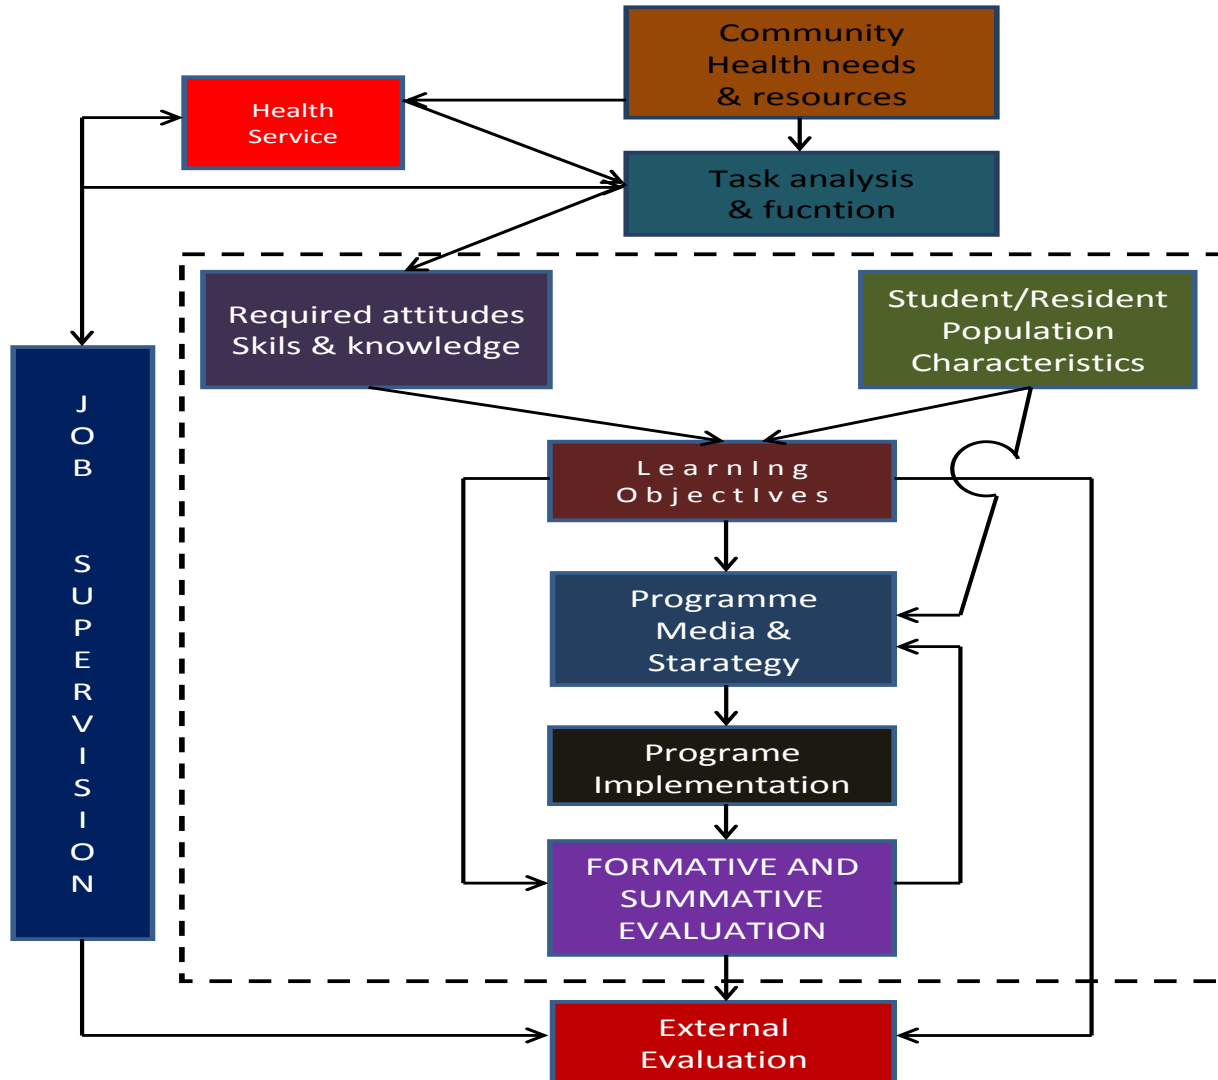 Community
Health needs
& resources
Health
Service
Task analysis
& fucntion
Required attitudes
Skils & knowledge
Student/Resident
Population
Characteristics
J
O
B
S
U
P
E
R
V
I
S
I
O
N
LearnIng
ObjectIves
Programme
Media &
Starategy
Programe
Implementation
FORMATIVE AND
SUMMATIVE
EVALUATION
External
Evaluation